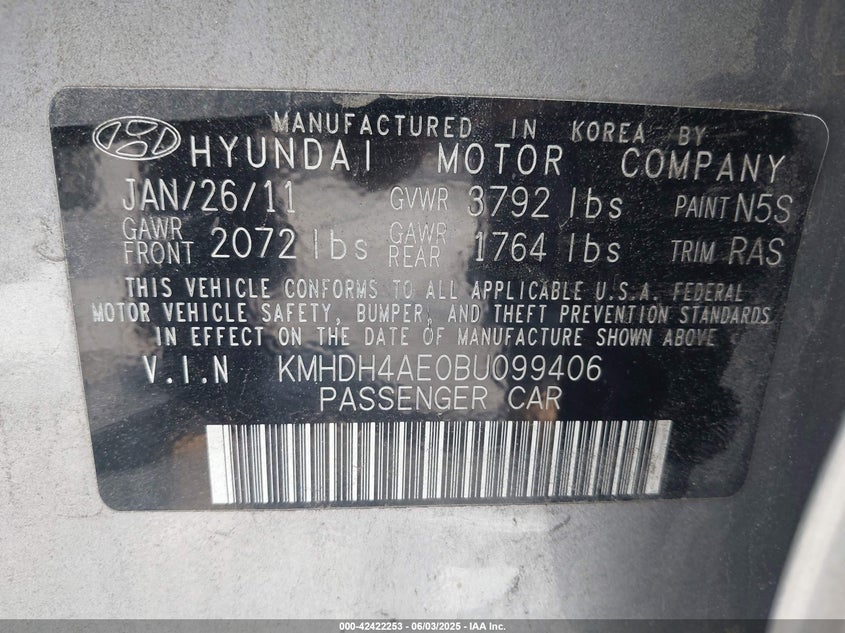 MANUFACTURED IN KOREA BY
HYUNDAI MOTOR COMPANY
JAN/26/11 GVWR 3792 lbs PAINT N5S
GAWR FRONT 2072 lbs GAWR REAR 1764 lbs TRIM RAS
THIS VEHICLE CONFORMS TO ALL APPLICABLE U.S.A. FEDERAL
MOTOR VEHICLE SAFETY, BUMPER, AND THEFT PREVENTION STANDARDS
IN EFFECT ON THE DATE OF MANUFACTURE SHOWN ABOVE.
V.I.N KMHDH4AE0BU099406
PASSENGER CAR
000-42422253 - 06/03/2025 - IAA Inc.